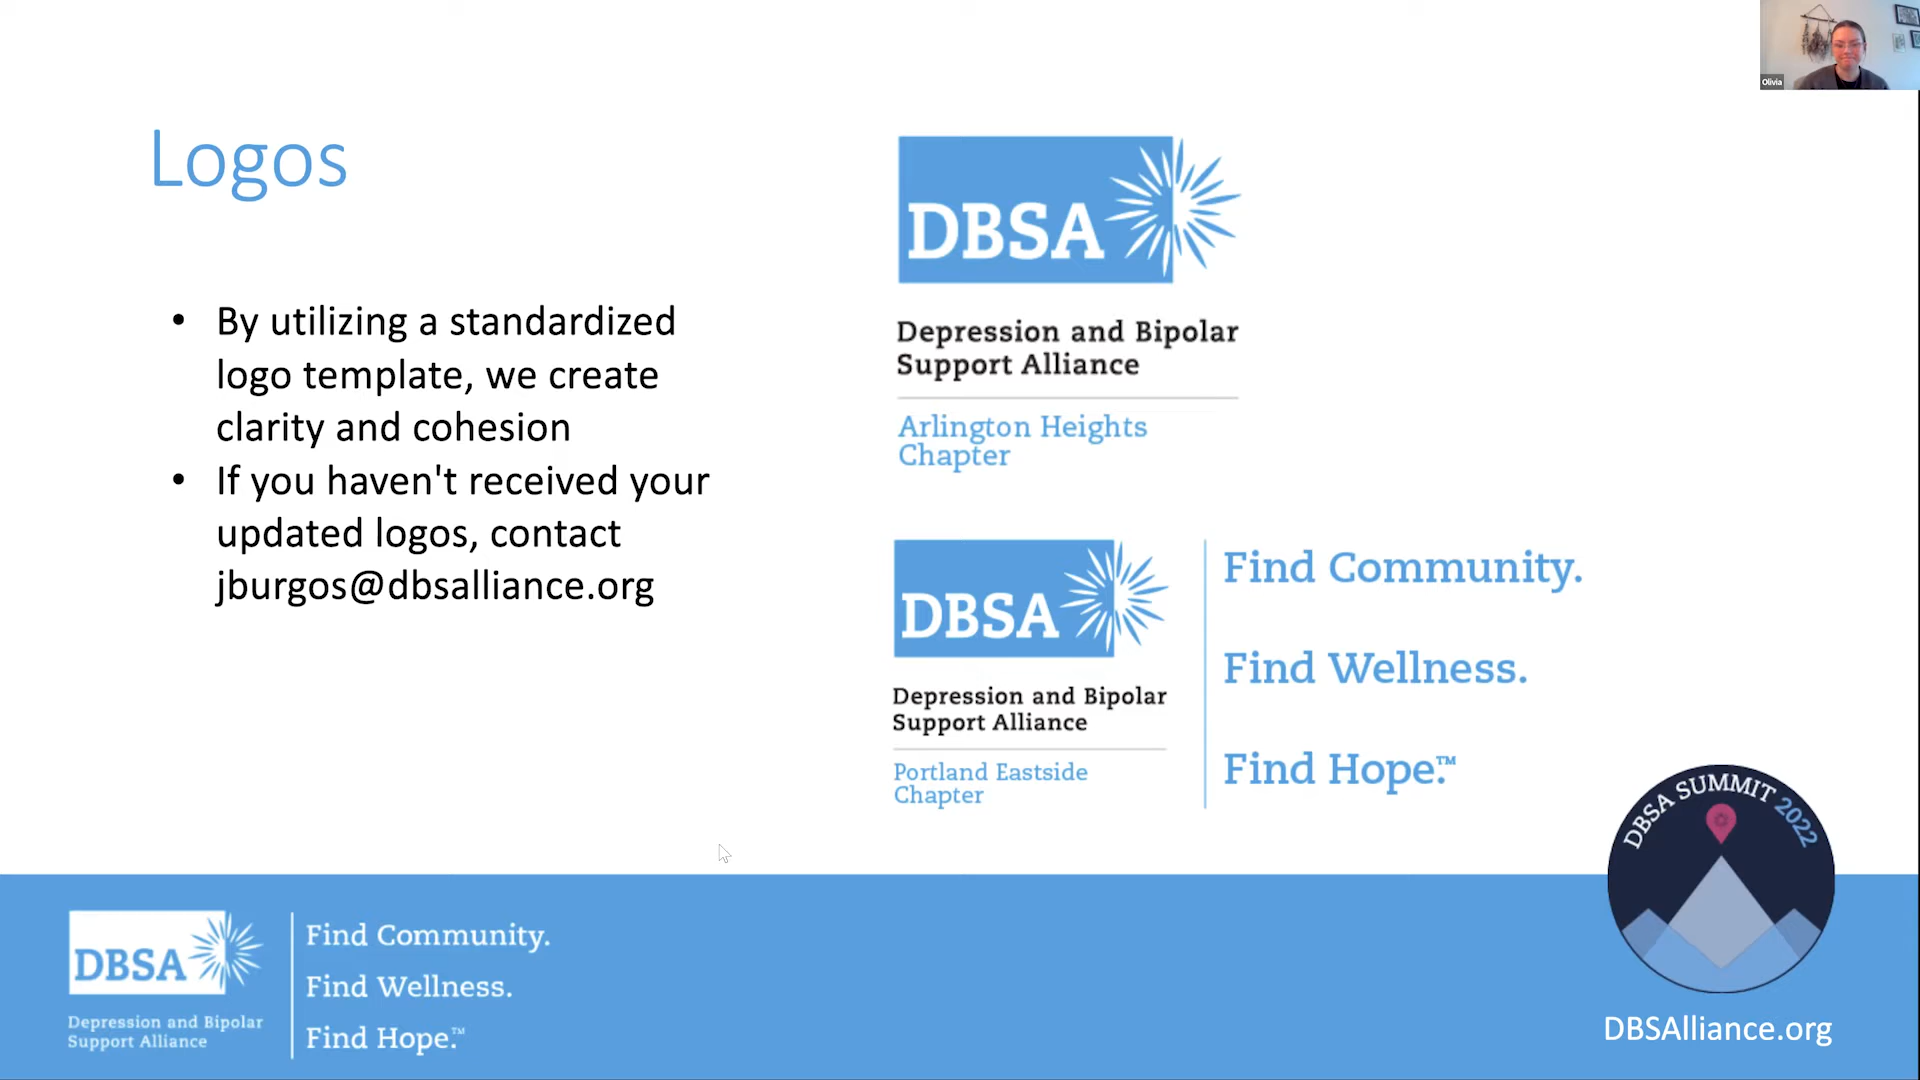 Olivia
Logos
• By utilizing a standardized
logo template, we create
clarity and cohesion
• If you haven't received your
updated logos, contact
jburgos@dbsalliance.org
DBSA
Depression and Bipolar
Support Alliance
Arlington Heights
Chapter
DBSA
Depression and Bipolar
Support Alliance
Portland Eastside
Chapter
Find Community.
Find Wellness.
Find Hope.™
DBSA
Depression and Bipolar
Support Alliance
Find Community.
Find Wellness.
Find Hope.™
DBSA SUMMIT 2022
DBSAlliance.org